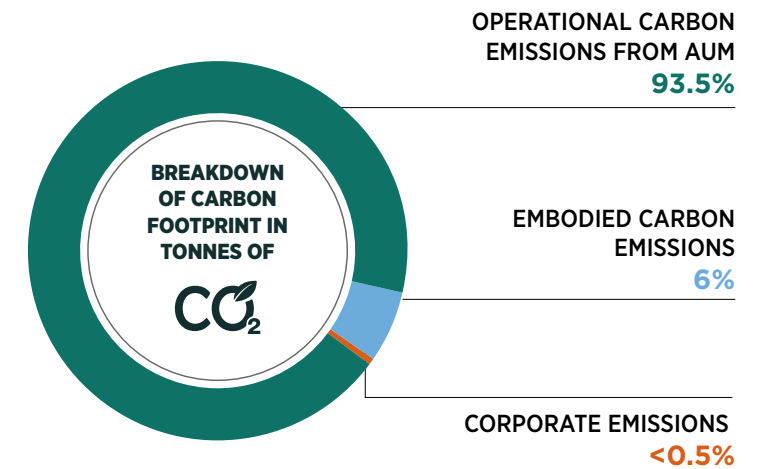 OPERATIONAL CARBON
EMISSIONS FROM AUM
93.5%
BREAKDOWN
OF CARBON
FOOTPRINT IN
TONNES OF
CO2
EMBODIED CARBON
EMISSIONS
6%
CORPORATE EMISSIONS
<0.5%